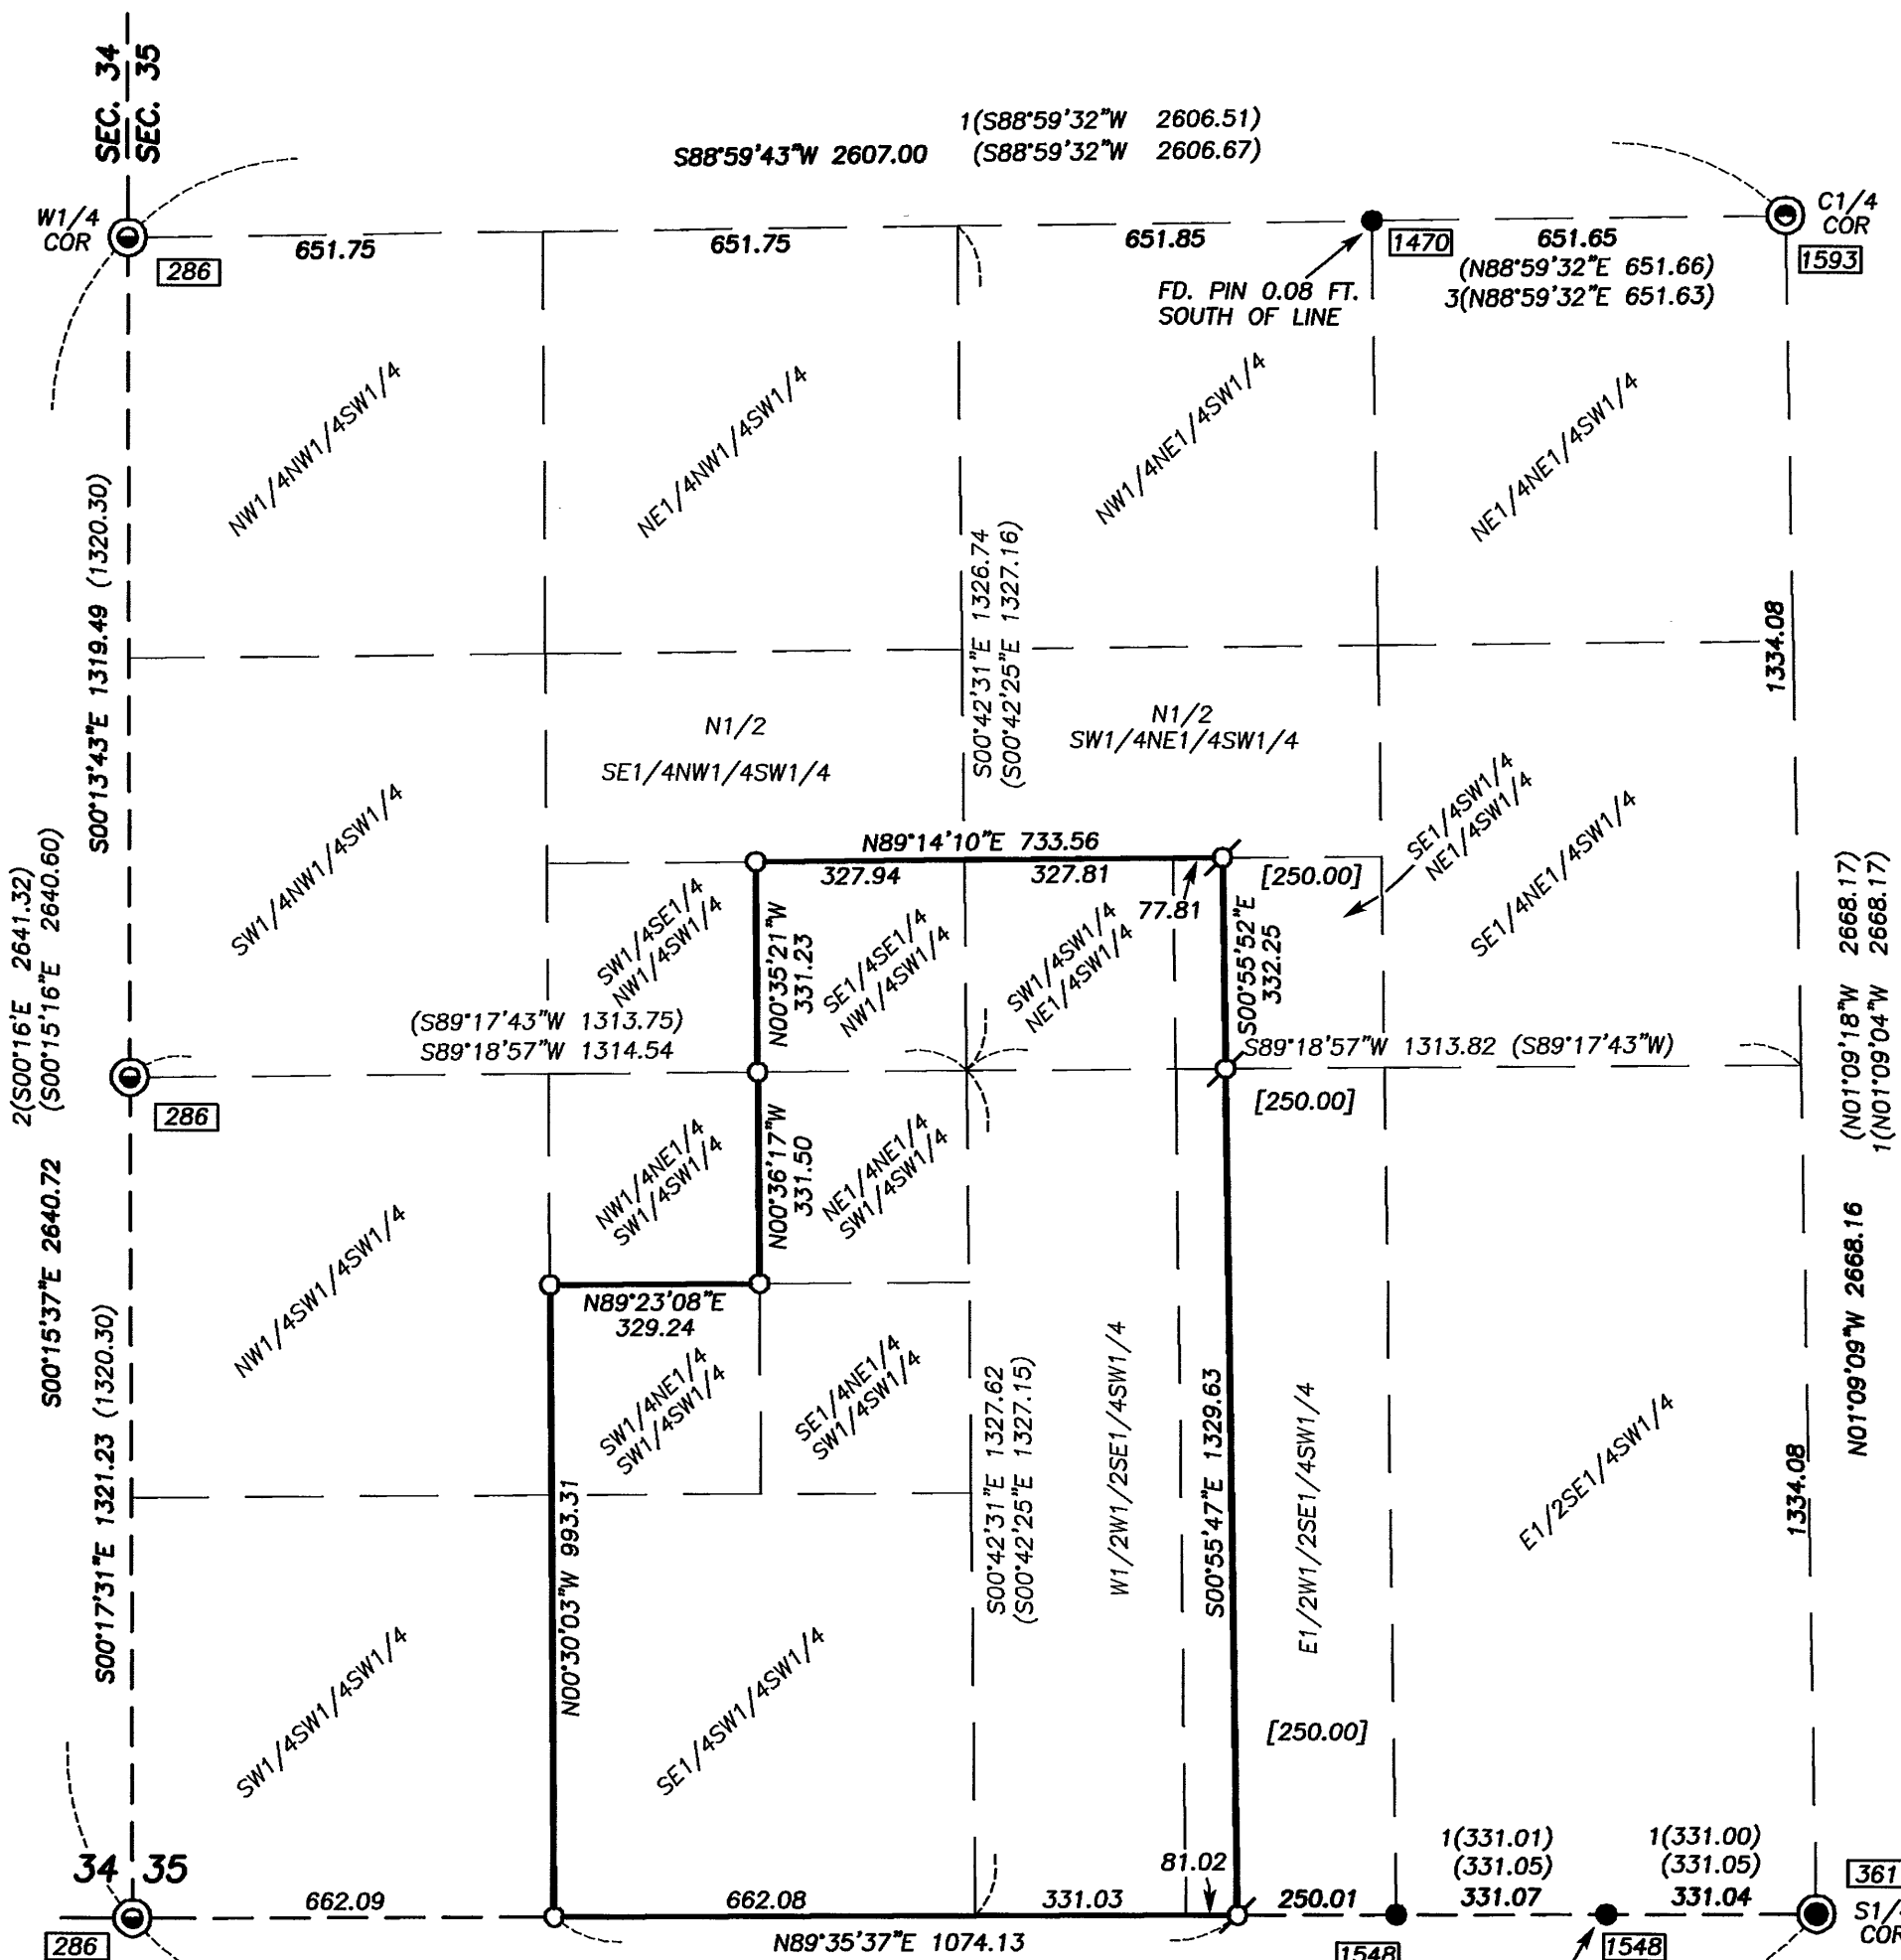 SEC. 34
SEC. 35
1(S88°59'32"W 2606.51)
S88°59'43"W 2607.00 (S88°59'32"W 2606.67)
W1/4
COR
286
651.75
651.75
651.85
1470
651.65
(N88°59'32"E 651.66)
3(N88°59'32"E 651.63)
C1/4
COR
1593
FD. PIN 0.08 FT.
SOUTH OF LINE
NW1/4NW1/4SW1/4
NE1/4NW1/4SW1/4
NW1/4NE1/4SW1/4
NE1/4NE1/4SW1/4
S00°13'43"E 1319.49 (1320.30)
S00°42'31"E 1326.74
(S00°42'25"E 1327.16)
1334.08
N1/2
SE1/4NW1/4SW1/4
N1/2
SW1/4NE1/4SW1/4
SW1/4NW1/4SW1/4
SE1/4SW1/4
NE1/4SW1/4
SE1/4NE1/4SW1/4
N89°14'10"E 733.56
327.94
327.81
77.81
[250.00]
2(S00°16'E 2641.32)
(S00°15'16"E 2640.60)
S00°15'37"E 2640.72
SW1/4SE1/4
NW1/4SW1/4
N00°35'21"W
331.23
SE1/4SE1/4
NW1/4SW1/4
SW1/4SW1/4
NE1/4SW1/4
S00°55'52"E
332.25
(N01°09'18"W 2668.17)
1(N01°09'04"W 2668.17)
N01°09'09"W 2668.16
(S89°17'43"W 1313.75)
S89°18'57"W 1314.54
S89°18'57"W 1313.82 (S89°17'43"W)
286
[250.00]
NW1/4NE1/4
SW1/4SW1/4
N00°36'17"W
331.50
NE1/4NE1/4
SW1/4SW1/4
NW1/4SW1/4SW1/4
N89°23'08"E
329.24
SW1/4NE1/4
SW1/4SW1/4
SE1/4NE1/4
SW1/4SW1/4
S00°17'31"E 1321.23 (1320.30)
N00°30'03"W 993.31
S00°42'31"E 1327.62
(S00°42'25"E 1327.15)
W1/2W1/2SE1/4SW1/4
S00°55'47"E 1329.63
E1/2W1/2SE1/4SW1/4
E1/2SE1/4SW1/4
1334.08
SW1/4SW1/4SW1/4
SE1/4SW1/4SW1/4
[250.00]
34 35
662.09
662.08
331.03
81.02
250.01
1(331.01)
(331.05)
331.07
1(331.00)
(331.05)
331.04
361
S1/4
COR
286
N89°35'37"E 1074.13
1548
1548